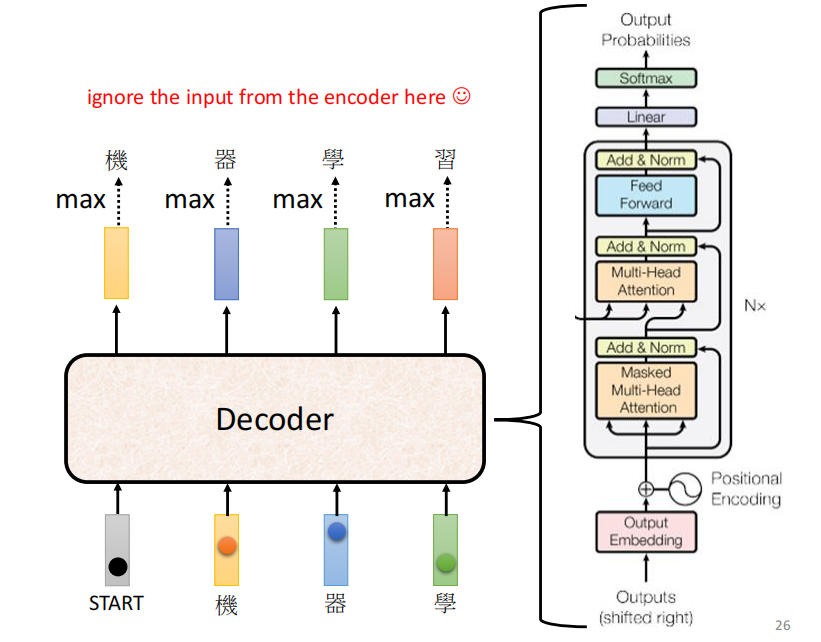 ignore the input from the encoder here ☺
機 器 學 習
max max max max
Decoder
START 機 器 學
Output
Probabilities
Softmax
Linear
Add & Norm
Feed
Forward
Add & Norm
Multi-Head
Attention
N×
Add & Norm
Masked
Multi-Head
Attention
Positional
Encoding
Output
Embedding
Outputs
(shifted right)
26